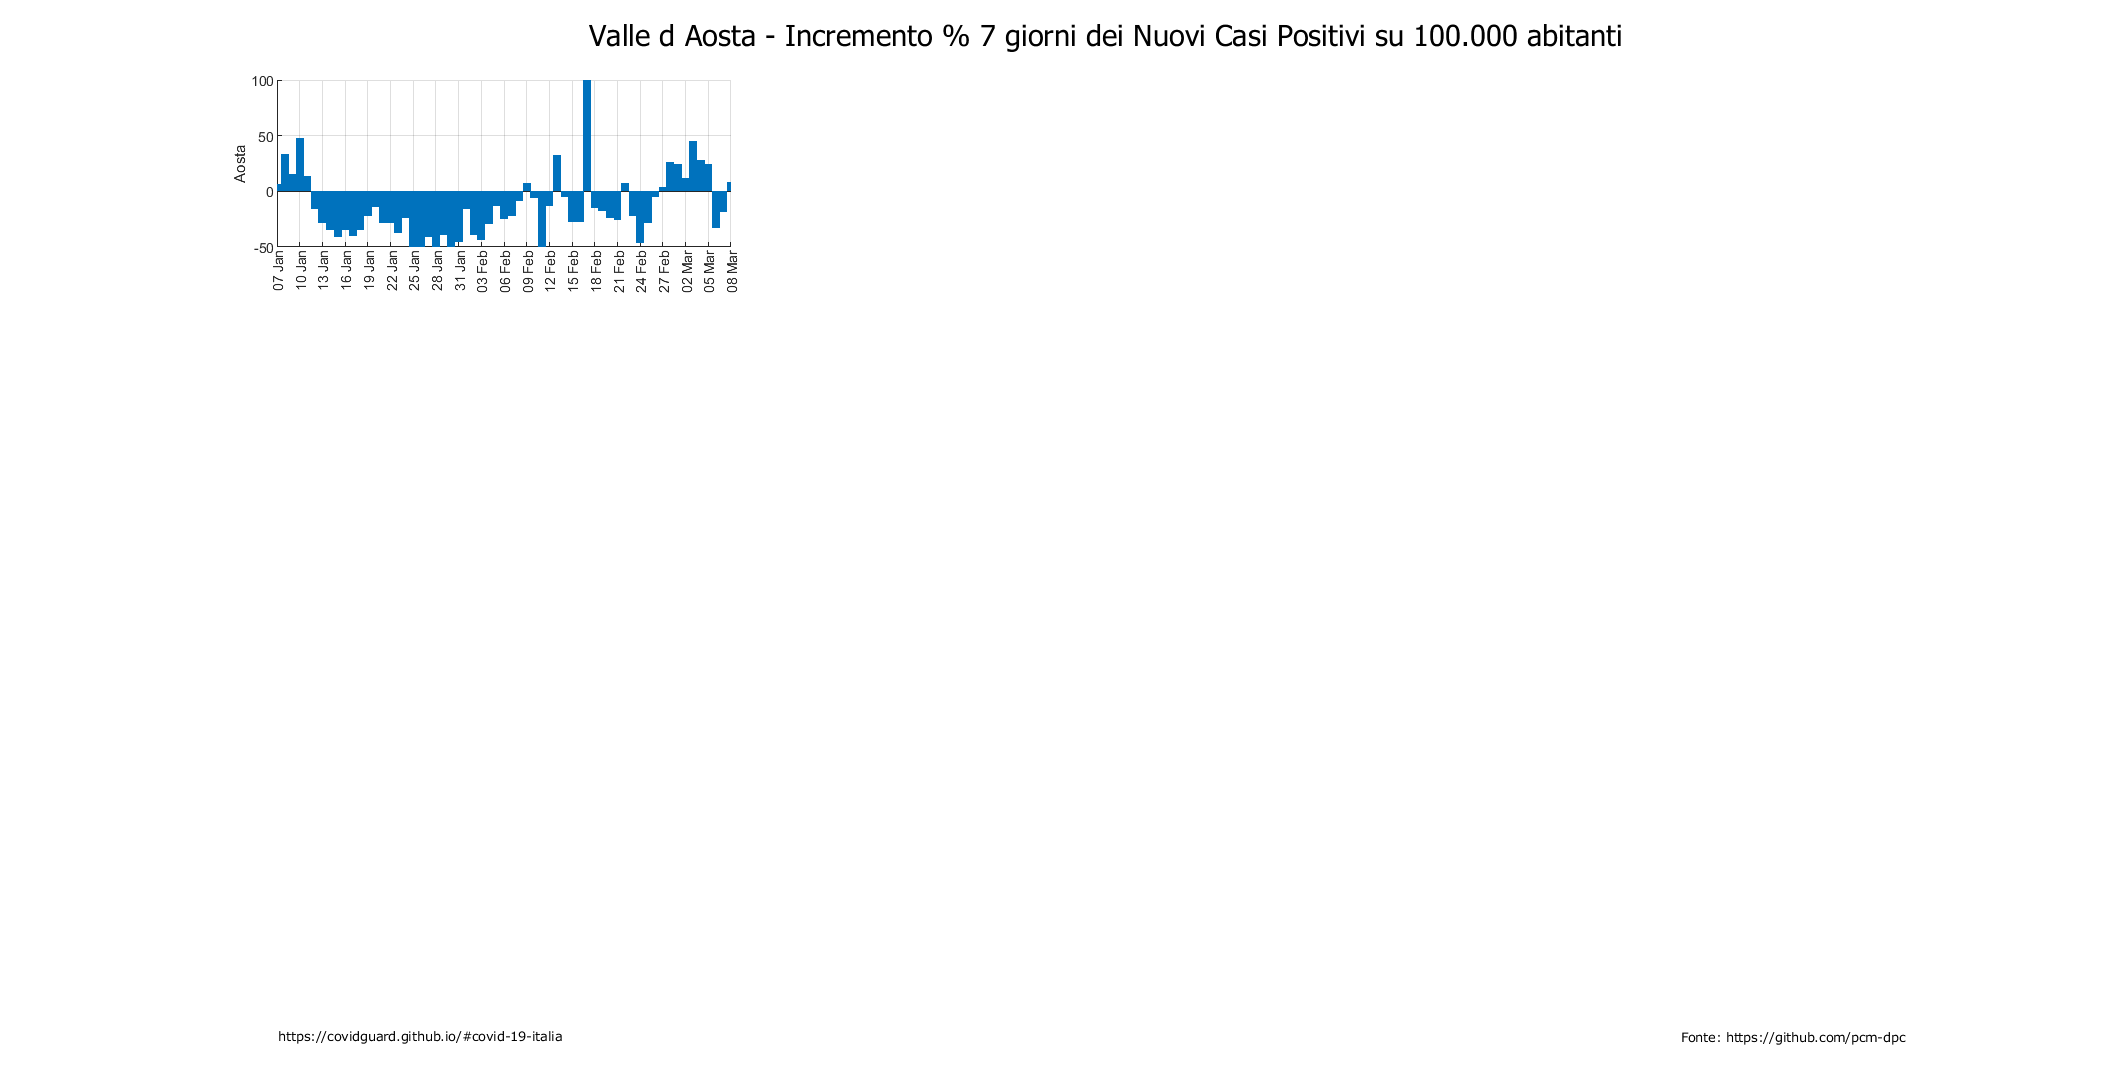 Valle d Aosta - Incremento % 7 giorni dei Nuovi Casi Positivi su 100.000 abitanti
100
50
0
-50
Aosta
07 Jan
10 Jan
13 Jan
16 Jan
19 Jan
22 Jan
25 Jan
28 Jan
31 Jan
03 Feb
06 Feb
09 Feb
12 Feb
15 Feb
18 Feb
21 Feb
24 Feb
27 Feb
02 Mar
05 Mar
08 Mar
https://covidguard.github.io/#covid-19-italia
Fonte: https://github.com/pcm-dpc